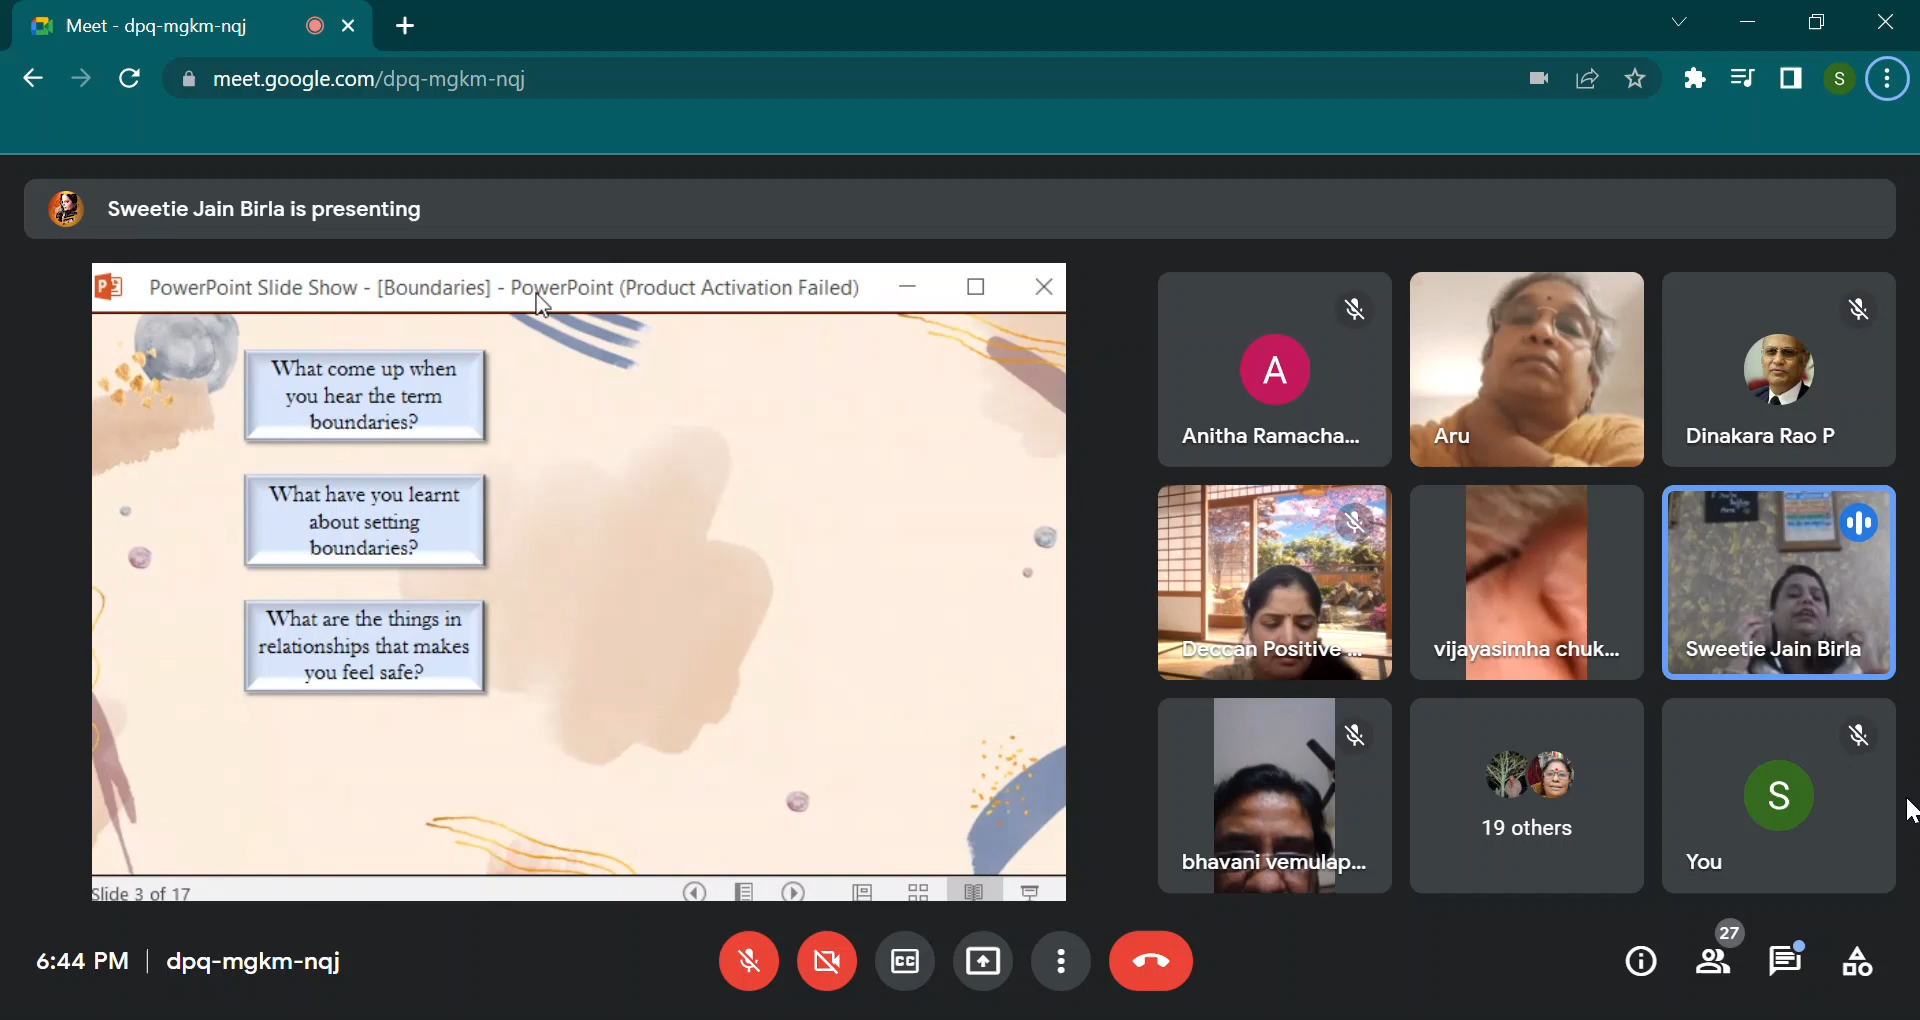 Meet - dpq-mgkm-nqj
meet.google.com/dpq-mgkm-nqj
S
Sweetie Jain Birla is presenting
PowerPoint Slide Show - [Boundaries] - PowerPoint (Product Activation Failed)
What come up when
you hear the term
boundaries?
What have you learnt
about setting
boundaries?
What are the things in
relationships that makes
you feel safe?
Slide 3 of 17
A
Anitha Ramacha...
Aru
Dinakara Rao P
Deccan Positive ...
vijayasimha chuk...
Sweetie Jain Birla
bhavani vemulap...
19 others
S
You
6:44 PM
dpq-mgkm-nqj
CC
27